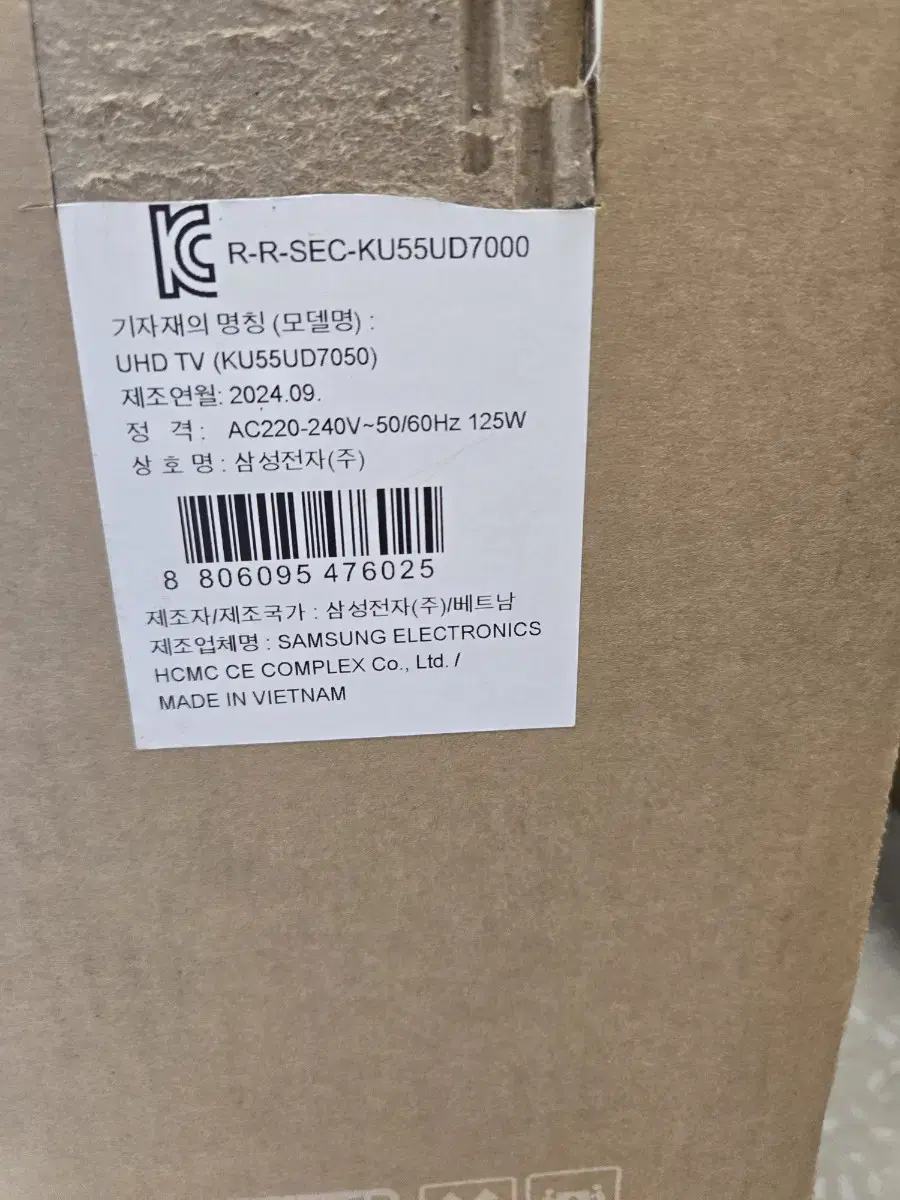 KC R-R-SEC-KU55UD7000
기자재의 명칭 (모델명) :
UHD TV (KU55UD7050)
제조연월: 2024.09.
정 격 : AC220-240V~50/60Hz 125W
상 호 명 : 삼성전자(주)
8 806095 476025
제조자/제조국가 : 삼성전자(주)/베트남
제조업체명 : SAMSUNG ELECTRONICS
HCMC CE COMPLEX Co., Ltd. /
MADE IN VIETNAM